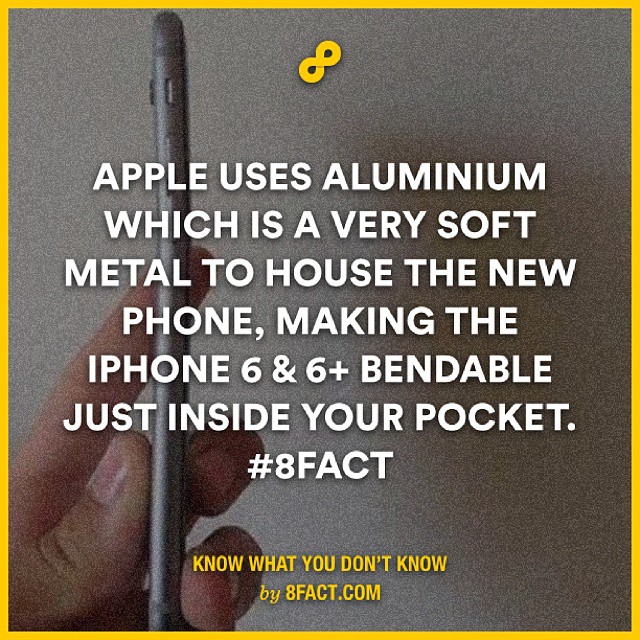 APPLE USES ALUMINIUM
WHICH IS A VERY SOFT
METAL TO HOUSE THE NEW
PHONE, MAKING THE
IPHONE 6 & 6+ BENDABLE
JUST INSIDE YOUR POCKET.
#8FACT
KNOW WHAT YOU DON'T KNOW
by 8FACT.COM